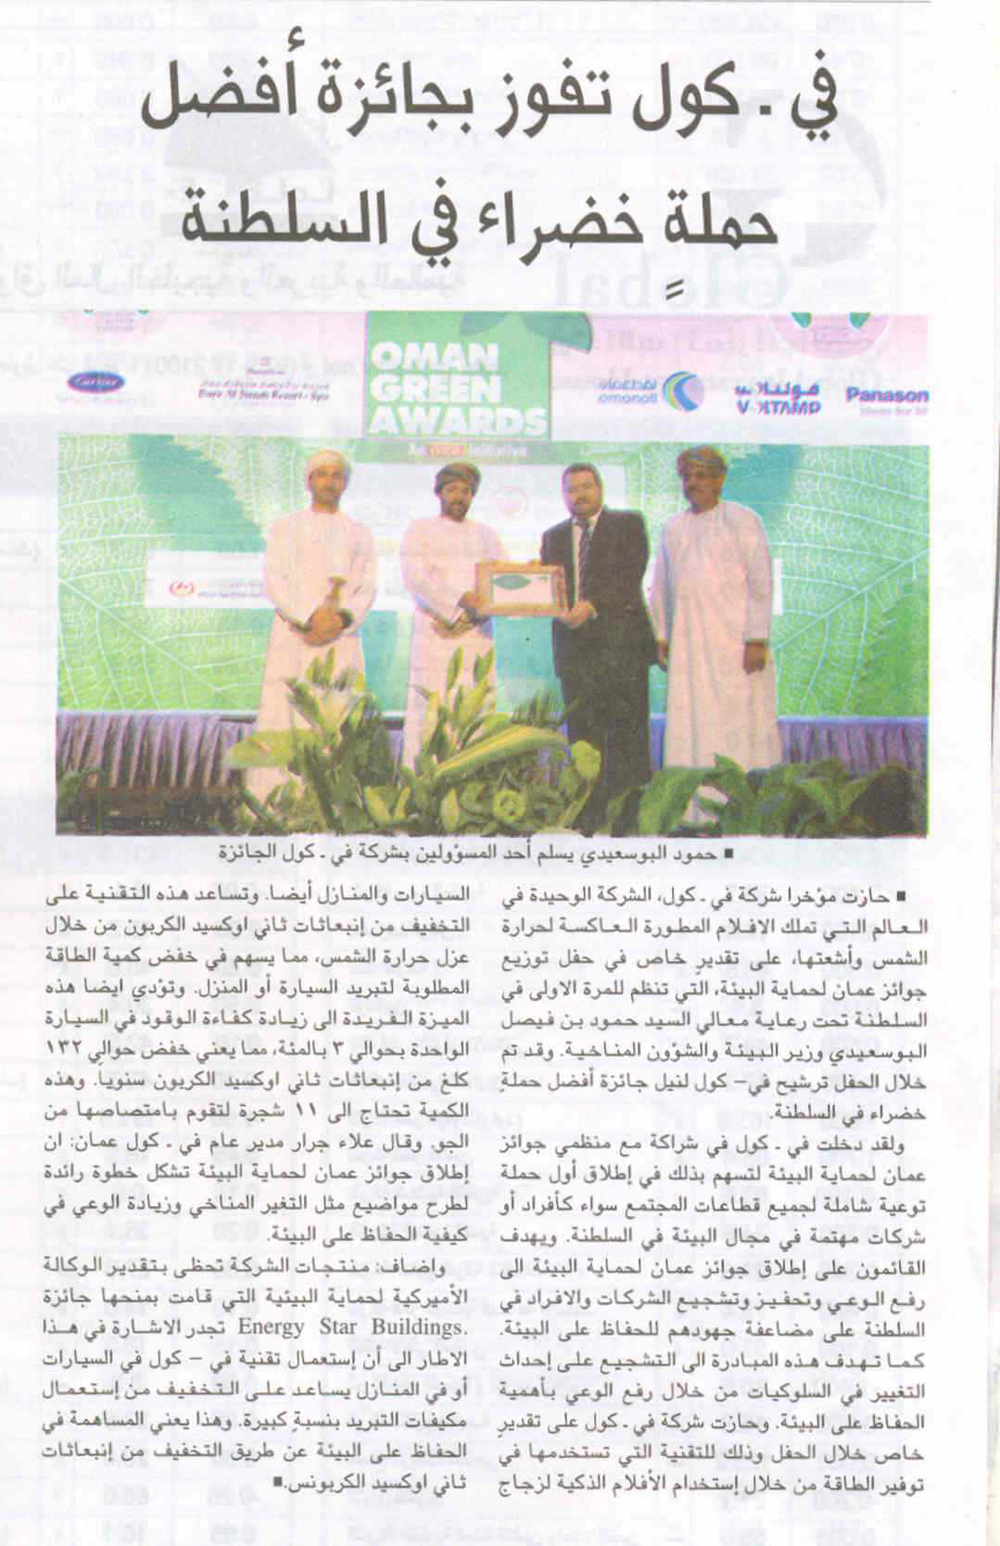 في . كول تفوز بجائزة أفضل
حملةٍ خضراء في السلطنة
OMAN
GREEN
AWARDS
Cartier
omanoil
فولتامب
VOLTAMP
Panason
■ حمود البوسعيدي يسلم أحد المسؤولين بشركة في . كول الجائزة
■ حازت مؤخرا شركة في . كول، الشركة الوحيدة في
العالم التي تملك الافلام المطورة العاكسة لحرارة
الشمس وأشعتها، على تقديرٍ خاص في حفل توزيع
جوائز عمان لحماية البيئة، التّي تنظم للمرة الاولى في
السلطنة تحت رعاية معالي السيد حمود بن فيصل
البوسعيدي وزير البيئة والشؤون المناخية. وقد تم
خلال الحفل ترشيح في– كول لنيل جائزة أفضل حملة
خضراء في السلطنة.
ولقد دخلت في . كول في شراكة مع منظمي جوائز
عمان لحماية البيئة لتسهم بذلك في إطلاق أول حملة
توعية شاملة لجميع قطاعات المجتمع سواء كأفراد أو
شركات مهتمة في مجال البيئة في السلطنة. ويهدف
القائمون على إطلاق جوائز عمان لحماية البيئة الى
رفع الوعي وتحفيز وتشجيع الشركات والافراد في
السلطنة على مضاعفة جهودهم للحفاظ على البيئة.
كما تهدف هذه المبادرة الى التشجيع على إحداث
التغيير في السلوكيات من خلال رفع الوعي بأهمية
الحفاظ على البيئة. وحازت شركة في . كول على تقديرٍ
خاص خلال الحفل وذلك للتقنية التي تستخدمها في
توفير الطاقة من خلال إستخدام الأفلام الذكية لزجاج
السيارات والمنازل أيضا. وتساعد هذه التقنية على
التخفيف من إنبعاثات ثاني اوكسيد الكربون من خلال
عزل حرارة الشمس، مما يسهم في خفض كمية الطاقة
المطلوبة لتبريد السيارة أو المنزل. وتؤدي ايضا هذه
الميزة الفريدة الى زيادة كفاءة الوقود في السيارة
الواحدة بحوالي ٣ بالمئة، مما يعني خفض حوالي ١٣٢
كلغ من إنبعاثات ثاني اوكسيد الكربون سنويا. وهذه
الكمية تحتاج الى ١١ شجرة لتقوم بامتصاصها من
الجو. وقال علاء جرار مدير عام في . كول عمان: ان
إطلاق جوائز عمان لحماية البيئة تشكل خطوة رائدة
لطرح مواضيع مثل التغير المناخي وزيادة الوعي في
كيفية الحفاظ على البيئة.
واضاف: منتجات الشركة تحظى بتقدير الوكالة
الأميركية لحماية البيئية التي قامت بمنحها جائزة
Energy Star Buildings. تجدر الاشارة في هذا
الاطار الى أن إستعمال تقنية في – كول في السيارات
او في المنازل يساعد على التخفيف من إستعمال
مكيفات التبريد بنسبة كبيرة. وهذا يعني المساهمة في
الحفاظ على البيئة عن طريق التخفيف من إنبعاثات
ثاني اوكسيد الكربونس.■